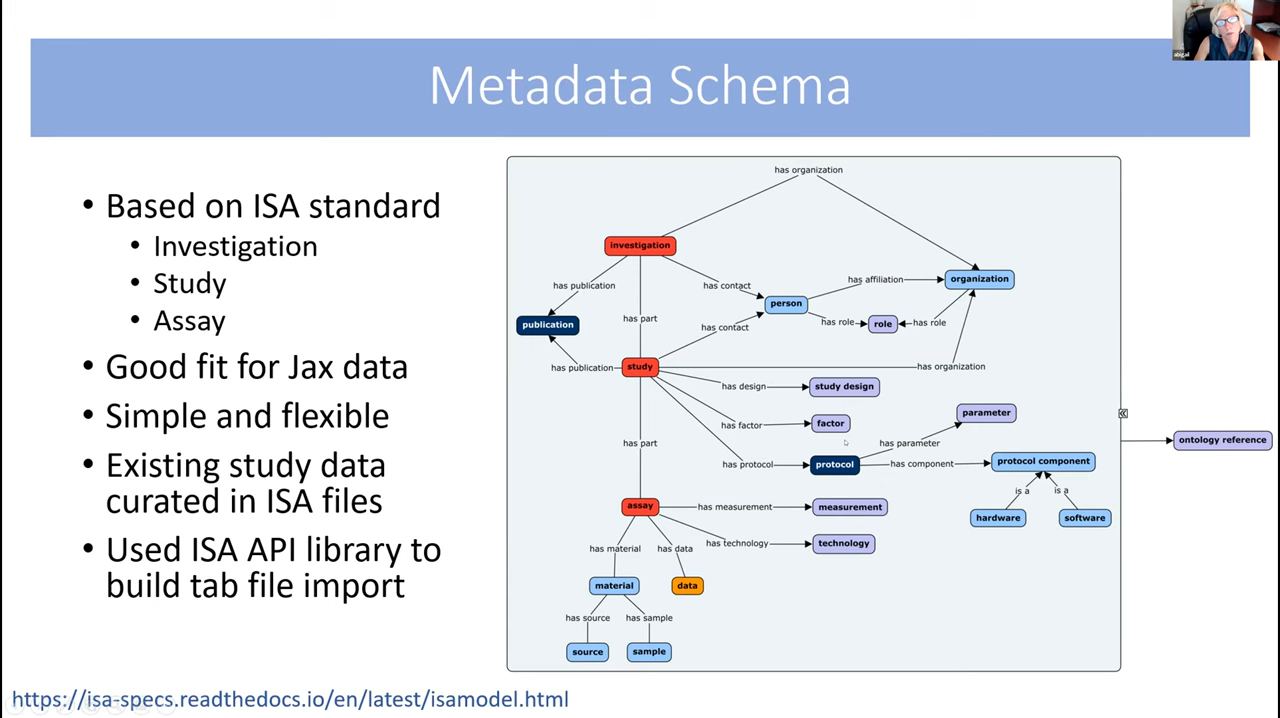 abigail
Metadata Schema
• Based on ISA standard
• Investigation
• Study
• Assay
• Good fit for Jax data
• Simple and flexible
• Existing study data
curated in ISA files
• Used ISA API library to
build tab file import
has organization
investigation
has publication
has contact
has affiliation
organization
person
publication
has part
has contact
has role
role
has role
study
has publication
has organization
has design
study design
has factor
factor
parameter
has part
has parameter
ontology reference
has protocol
protocol
has component
protocol component
is a
is a
assay
has measurement
measurement
hardware
software
has material
has data
has technology
technology
material
data
has source
has sample
source
sample
https://isa-specs.readthedocs.io/en/latest/isamodel.html